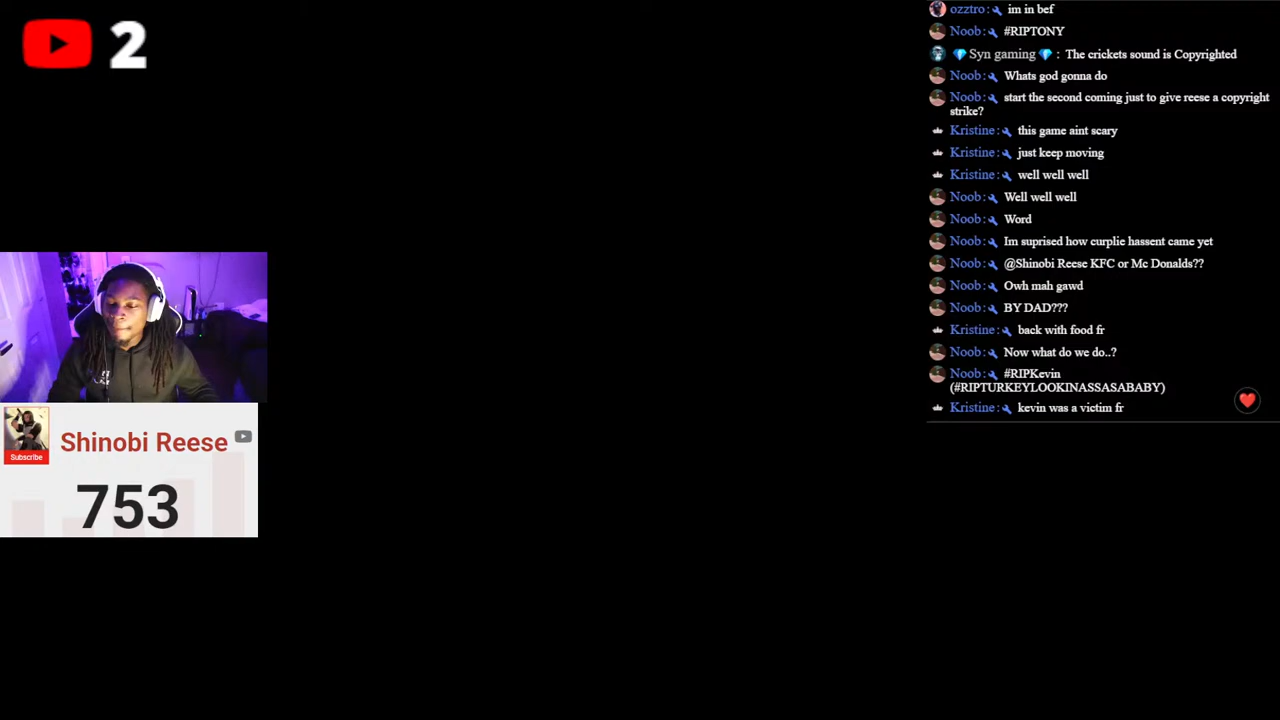 2
ozztro: im in bef
Noob: #RIPTONY
💎 Syn gaming 💎 : The crickets sound is Copyrighted
Noob: Whats god gonna do
Noob: start the second coming just to give reese a copyright
strike?
Kristine: this game aint scary
Kristine: just keep moving
Kristine: well well well
Noob: Well well well
Noob: Word
Noob: Im suprised how curplie hassent came yet
Noob: @Shinobi Reese KFC or Mc Donalds??
Noob: Owh mah gawd
Noob: BY DAD???
Kristine: back with food fr
Noob: Now what do we do..?
Noob: #RIPKevin
(#RIPTURKEYLOOKINASSASABABY)
Kristine: kevin was a victim fr
Shinobi Reese
Subscribe
753